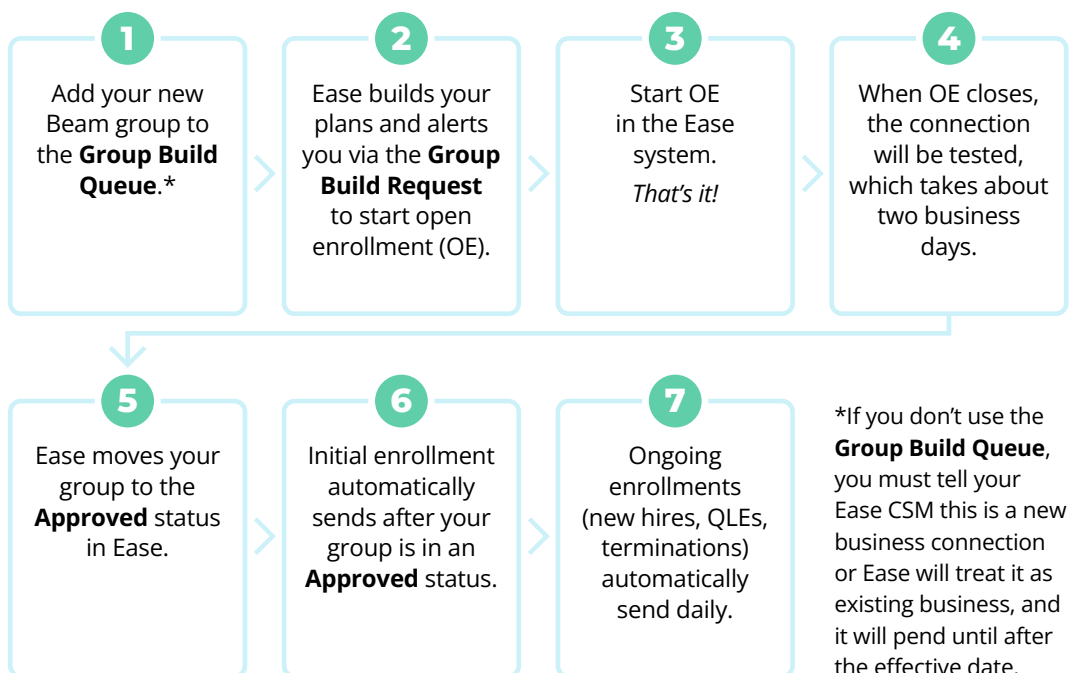 1
Add your new
Beam group to
the Group Build
Queue.*
2
Ease builds your
plans and alerts
you via the Group
Build Request
to start open
enrollment (OE).
3
Start OE
in the Ease
system.
That's it!
4
When OE closes,
the connection
will be tested,
which takes about
two business
days.
5
Ease moves your
group to the
Approved status
in Ease.
6
Initial enrollment
automatically
sends after your
group is in an
Approved status.
7
Ongoing
enrollments
(new hires, QLEs,
terminations)
automatically
send daily.
*If you don’t use the
Group Build Queue,
you must tell your
Ease CSM this is a new
business connection
or Ease will treat it as
existing business, and
it will pend until after
the effective date.